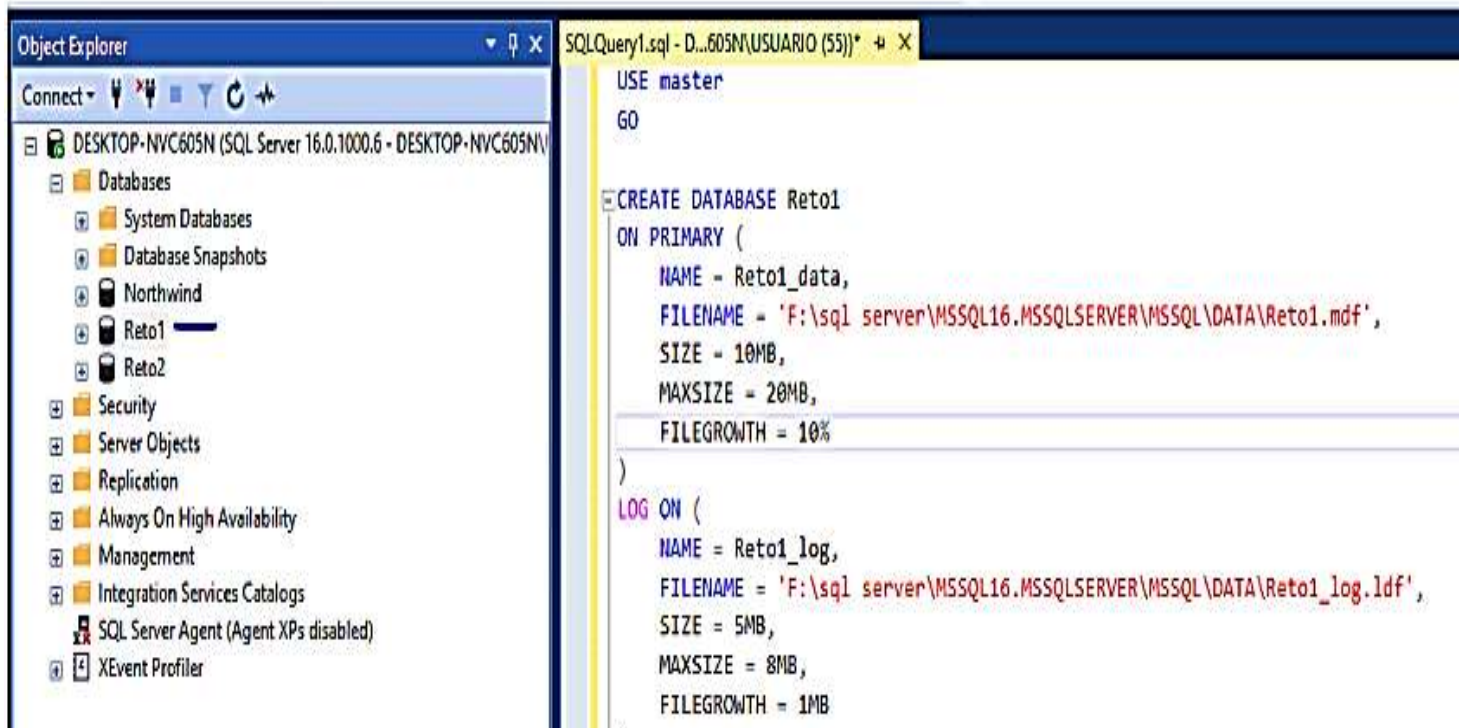 Object Explorer
Connect
DESKTOP-NVC605N (SQL Server 16.0.1000.6 - DESKTOP-NVC605N\
Databases
System Databases
Database Snapshots
Northwind
Reto1
Reto2
Security
Server Objects
Replication
Always On High Availability
Management
Integration Services Catalogs
SQL Server Agent (Agent XPs disabled)
XEvent Profiler
SQLQuery1.sql - D...605N\USUARIO (55))*
USE master
GO
CREATE DATABASE Reto1
ON PRIMARY (
NAME = Reto1_data,
FILENAME = 'F:\sql server\MSSQL16.MSSQLSERVER\MSSQL\DATA\Reto1.mdf',
SIZE = 10MB,
MAXSIZE = 20MB,
FILEGROWTH = 10%
)
LOG ON (
NAME = Reto1_log,
FILENAME = 'F:\sql server\MSSQL16.MSSQLSERVER\MSSQL\DATA\Reto1_log.ldf',
SIZE = 5MB,
MAXSIZE = 8MB,
FILEGROWTH = 1MB